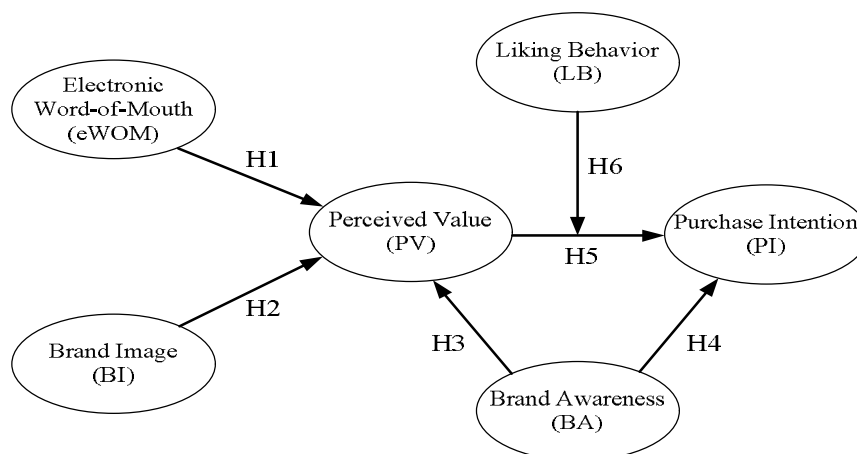 Liking Behavior
(LB)
Electronic
Word-of-Mouth
(eWOM)
H1
H6
Perceived Value
(PV)
Purchase Intention
(PI)
H5
H2
H3
H4
Brand Image
(BI)
Brand Awareness
(BA)